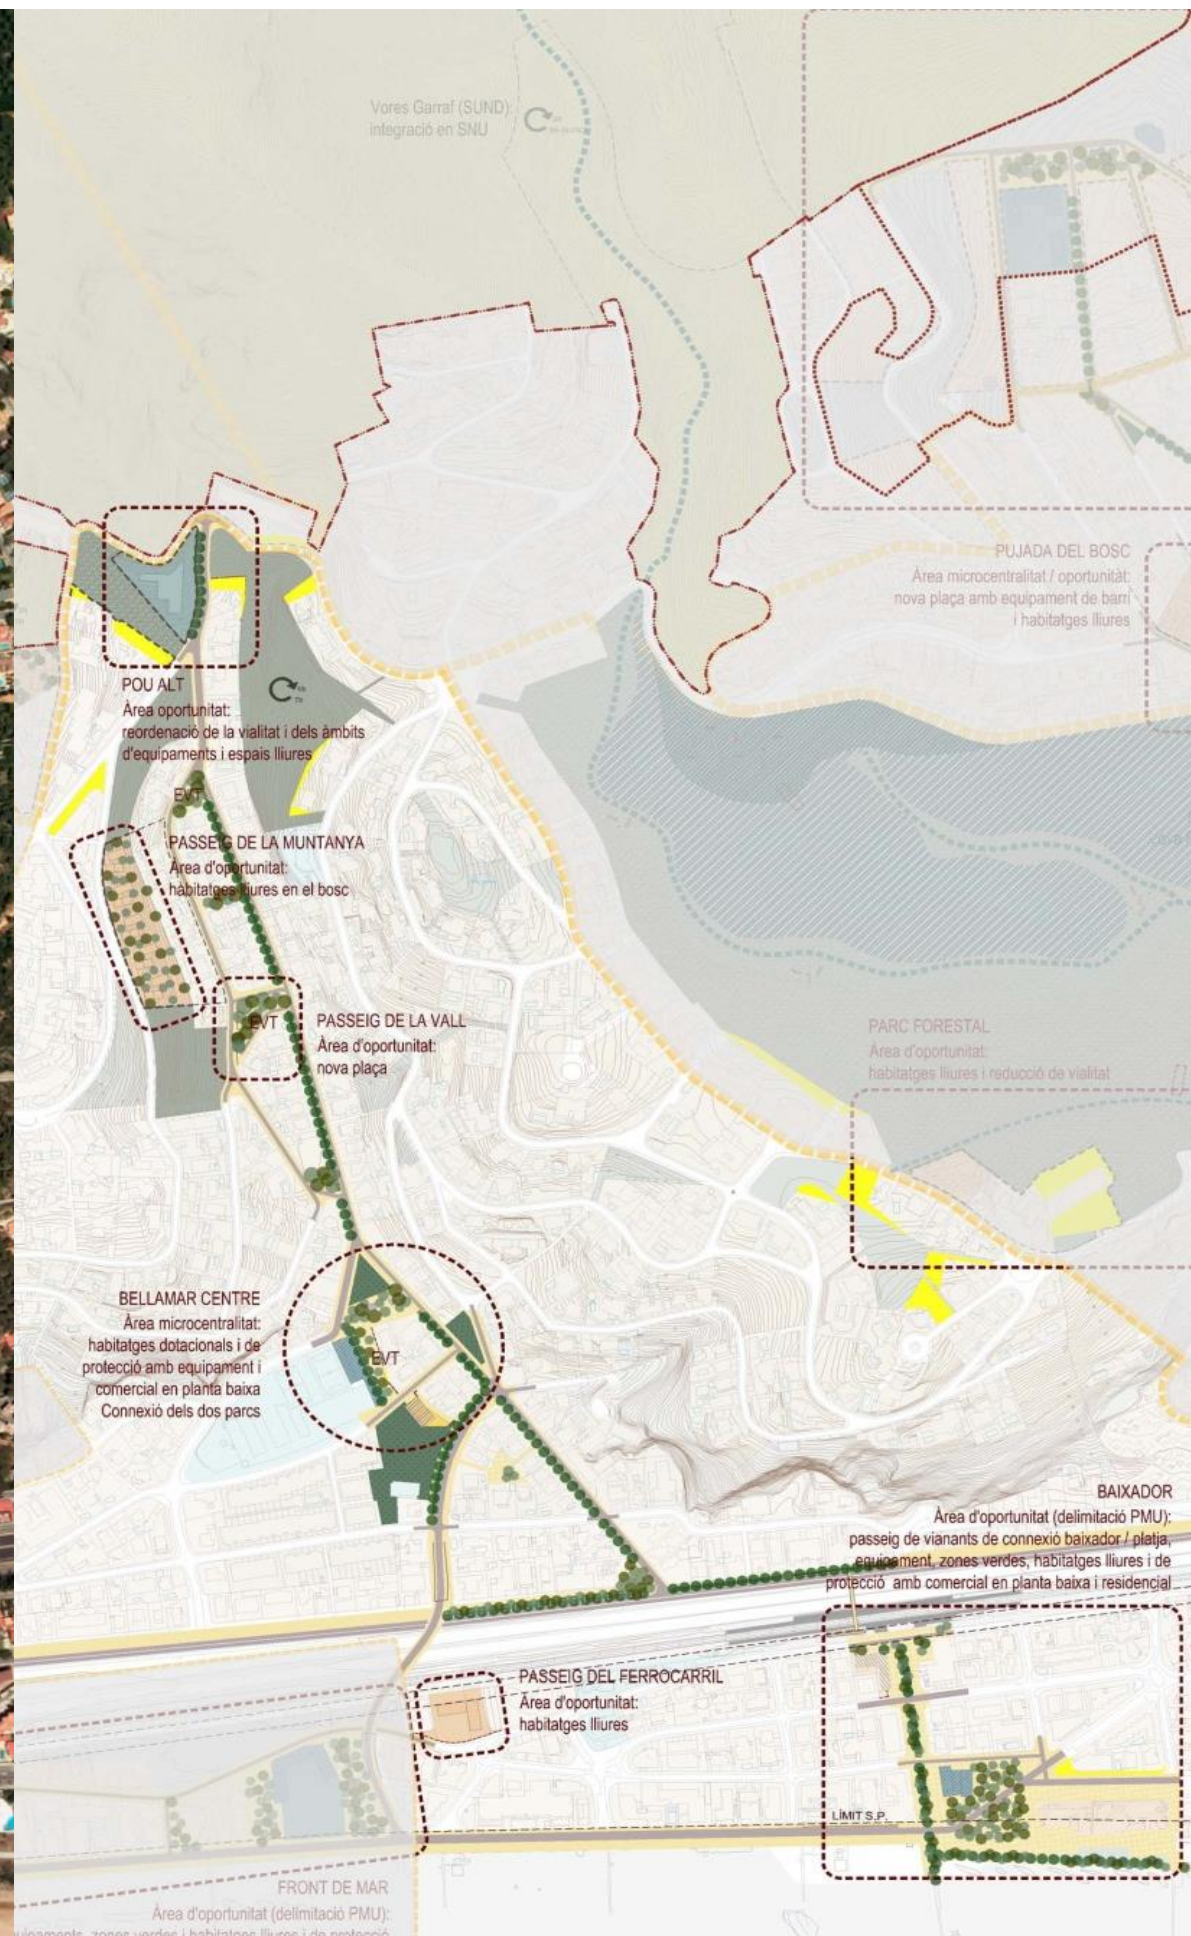 Vores Garraf (SUND):
integració en SNU
PUJADA DEL BOSC
Àrea microcentralitat / oportunitàt:
nova plaça amb equipament de barri
i habitatges lliures
POU ALT
Àrea oportunitat:
reordenació de la vialitat i dels àmbits
d'equipaments i espais lliures
EVT
PASSEIG DE LA MUNTANYA
Àrea d'oportunitat:
habitatges lliures en el bosc
EVT
PASSEIG DE LA VALL
Àrea d'oportunitat:
nova plaça
PARC FORESTAL
Àrea d'oportunitat:
habitatges lliures i reducció de vialitat
BELLAMAR CENTRE
Àrea microcentralitat:
habitatges dotacionals i de
protecció amb equipament i
comercial en planta baixa
Connexió dels dos parcs
EVT
BAIXADOR
Àrea d'oportunitat (delimitació PMU):
passeig de vianants de connexió baixador / platja,
equipament, zones verdes, habitatges lliures i de
protecció amb comercial en planta baixa i residencial
PASSEIG DEL FERROCARRIL
Àrea d'oportunitat:
habitatges lliures
LÍMIT S.P.
FRONT DE MAR
Àrea d'oportunitat (delimitació PMU):
zones verdes i habitatges lliures i de protecció